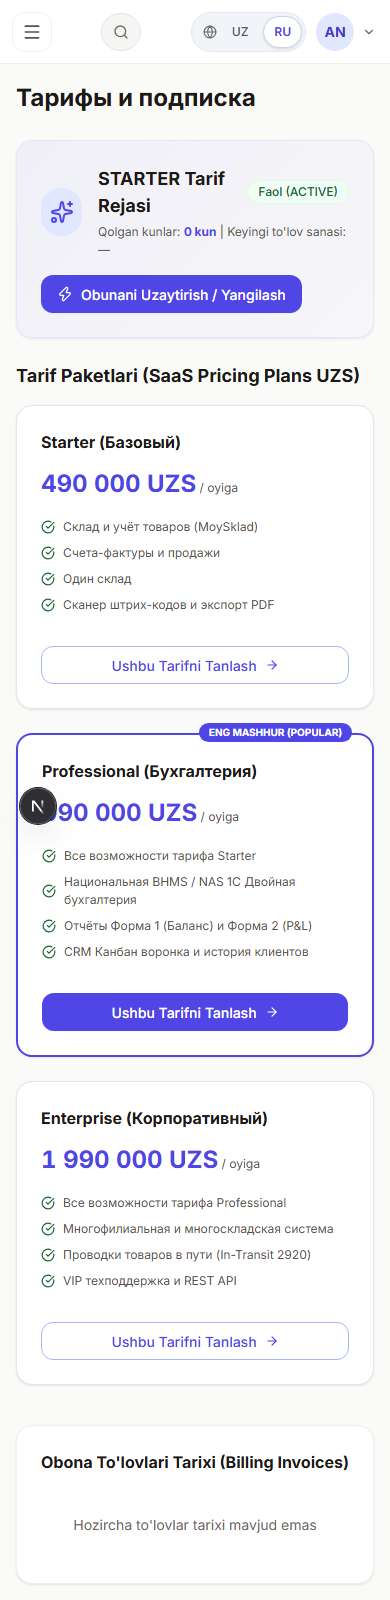 UZ
RU
AN
Тарифы и подписка
STARTER Tarif
Rejasi
Faol (ACTIVE)
Qolgan kunlar: 0 kun | Keyingi to'lov sanasi:
—
Obunani Uzaytirish / Yangilash
Tarif Paketlari (SaaS Pricing Plans UZS)
Starter (Базовый)
490 000 UZS / oyiga
Склад и учёт товаров (MoySklad)
Счета-фактуры и продажи
Один склад
Сканер штрих-кодов и экспорт PDF
Ushbu Tarifni Tanlash →
ENG MASHHUR (POPULAR)
Professional (Бухгалтерия)
90 000 UZS / oyiga
Все возможности тарифа Starter
Национальная BHMS / NAS 1C Двойная
бухгалтерия
Отчёты Форма 1 (Баланс) и Форма 2 (P&L)
CRM Канбан воронка и история клиентов
Ushbu Tarifni Tanlash →
Enterprise (Корпоративный)
1 990 000 UZS / oyiga
Все возможности тарифа Professional
Многофилиальная и многоскладская система
Проводки товаров в пути (In-Transit 2920)
VIP техподдержка и REST API
Ushbu Tarifni Tanlash →
Obona To'lovlari Tarixi (Billing Invoices)
Hozircha to'lovlar tarixi mavjud emas